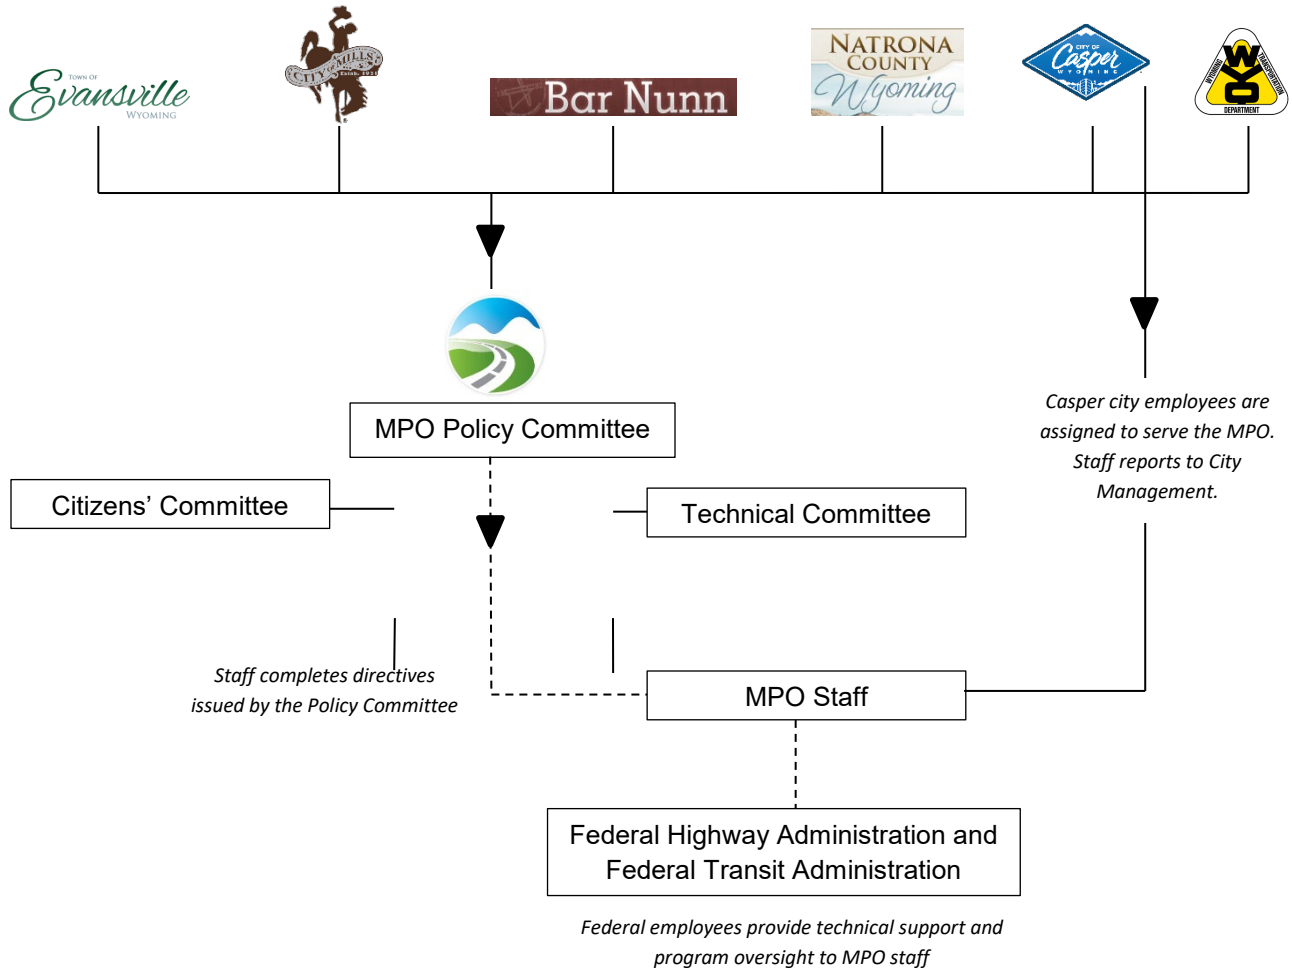 TOWN OF
Evansville
WYOMING
CITY OF MILLS
Estab. 1921
Bar Nunn
NATRONA
COUNTY
Wyoming
CITY OF
Casper
WYOMING
WYOMING
TRANSPORTATION
WYO
DEPARTMENT
MPO Policy Committee
Casper city employees are
assigned to serve the MPO.
Staff reports to City
Management.
Citizens’ Committee
Technical Committee
Staff completes directives
issued by the Policy Committee
MPO Staff
Federal Highway Administration and
Federal Transit Administration
Federal employees provide technical support and
program oversight to MPO staff